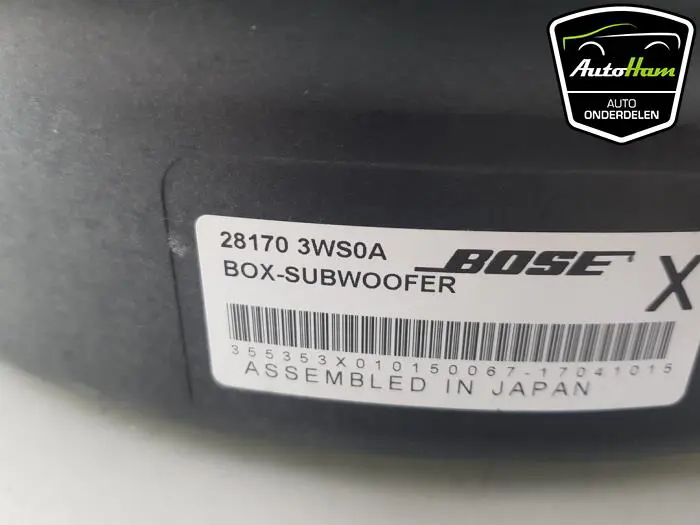 AutoHam
AUTO
ONDERDELEN
28170 3WS0A
BOX-SUBWOOFER
BOSE
X
355353X010150067-17041015
ASSEMBLED IN JAPAN